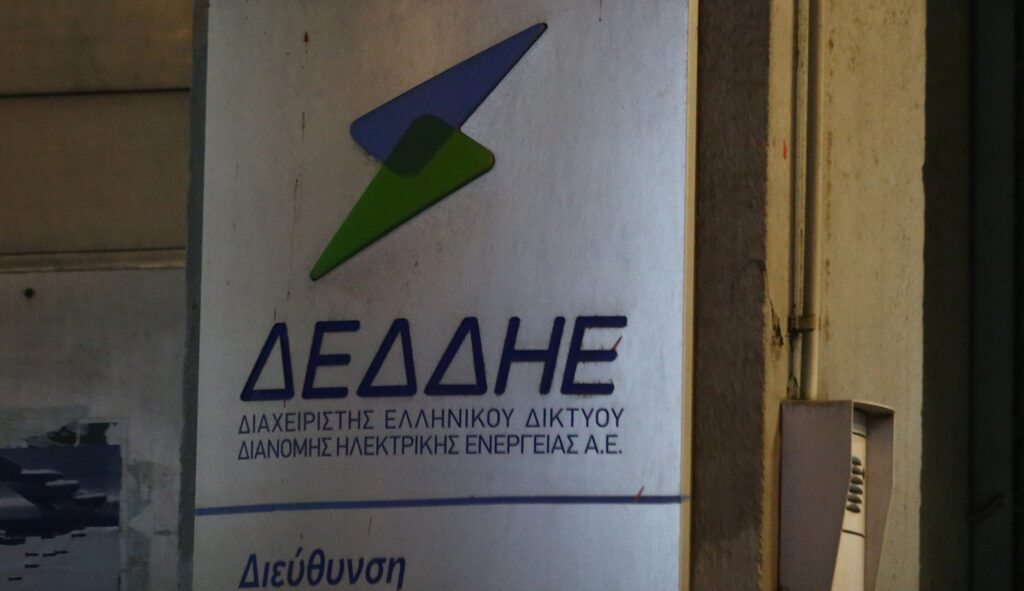 ΔΕΔΔΗΕ
ΔΙΑΧΕΙΡΙΣΤΗΣ ΕΛΛΗΝΙΚΟΥ ΔΙΚΤΥΟΥ
ΔΙΑΝΟΜΗΣ ΗΛΕΚΤΡΙΚΗΣ ΕΝΕΡΓΕΙΑΣ Α.Ε.
Διεύθυνση